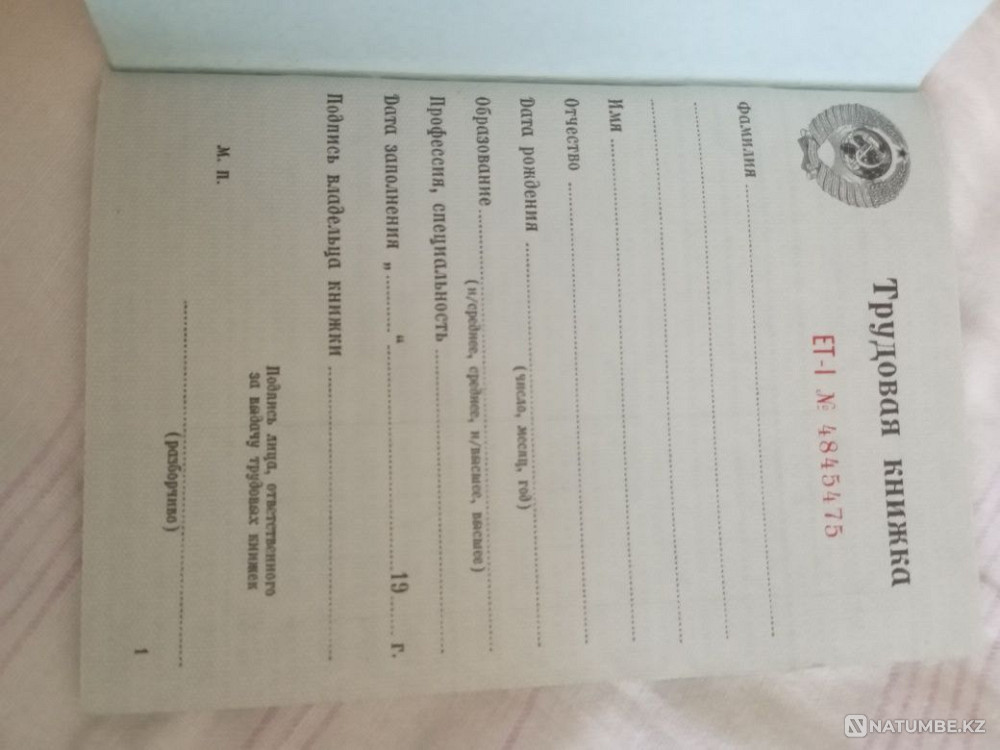 Трудовая книжка
ЕТ-I № 4845475
Фамилия
Имя
Отчество
Дата рождения
(число, месяц, год)
Образование
(н/среднее, среднее, н/высшее, высшее)
Профессия, специальность
Дата заполнения „ “ 19 г.
Подпись владельца книжки
Подпись лица, ответственного
за выдачу трудовых книжек
М. П.
(разборчиво)
1
NATUMBE.KZ